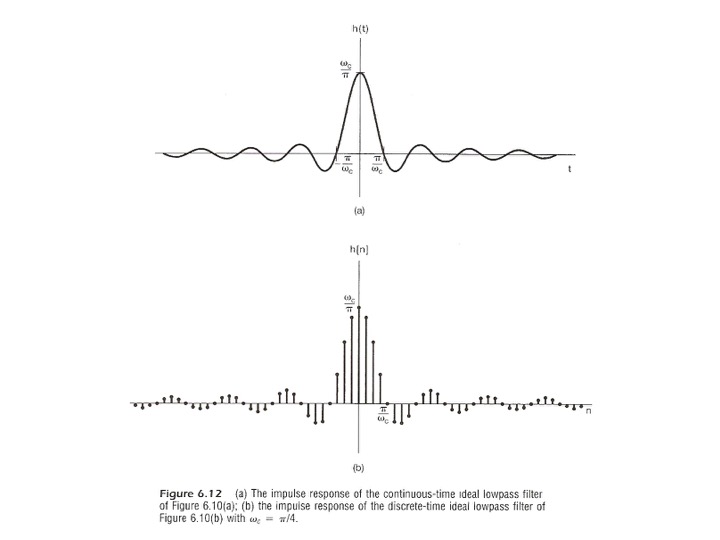 h(t)
ω_c/π
-π/ω_c
π/ω_c
t
(a)
h[n]
ω_c/π
π/ω_c
n
(b)
Figure 6.12 (a) The impulse response of the continuous-time ideal lowpass filter
of Figure 6.10(a); (b) the impulse response of the discrete-time ideal lowpass filter of
Figure 6.10(b) with ω_c = π/4.